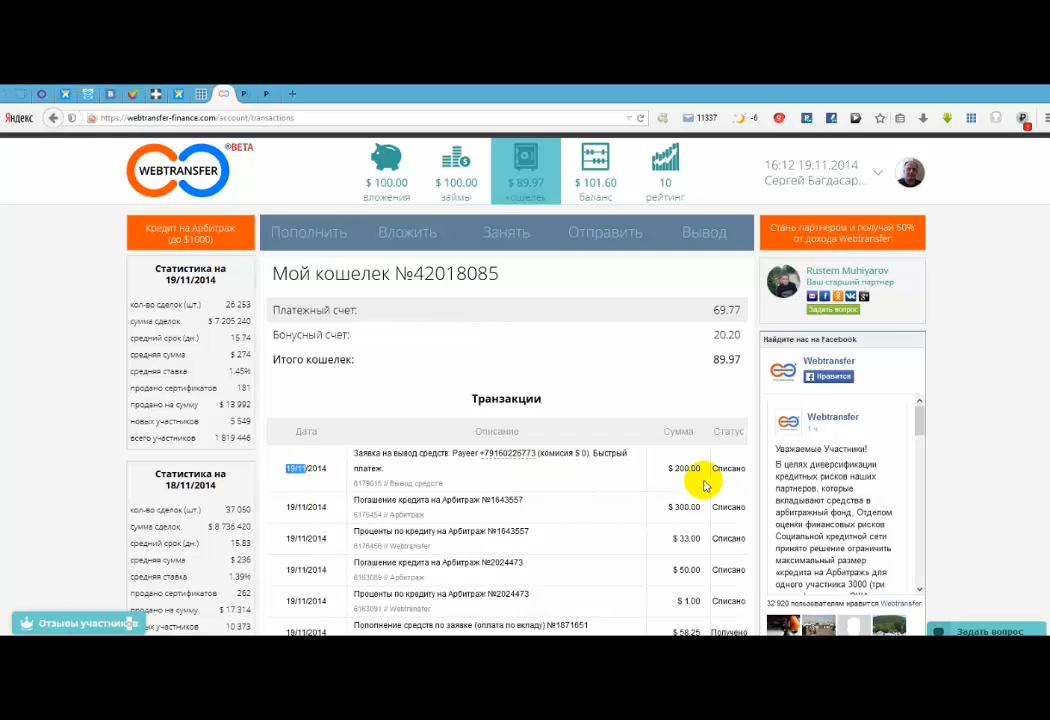 Яндекс
https://webtransfer-finance.com/account/transactions
11337
-6
WEBTRANSFER
®BETA
$ 100.00
вложения
$ 100.00
займы
$ 89.97
кошелек
$ 101.60
баланс
10
рейтинг
16:12 19.11.2014
Сергей Багдасар...
Кредит на Арбитраж
(до $1000)
Пополнить
Вложить
Занять
Отправить
Вывод
Стань партнером и получай 50%
от дохода Webtransfer
Статистика на
19/11/2014
кол-во сделок (шт.) 26 253
сумма сделок $ 7 205 240
средний срок (дн.) 15.74
средняя сумма $ 274
средняя ставка 1.45%
продано сертификатов 181
продано на сумму $ 13 992
новых участников 5 549
всего участников 1 819 446
Статистика на
18/11/2014
кол-во сделок (шт.) 37 050
сумма сделок $ 8 736 420
средний срок (дн.) 15.83
средняя сумма $ 236
средняя ставка 1.39%
продано сертификатов 262
продано на сумму $ 17 314
10 373
Отзывы участников
Мой кошелек №42018085
Платежный счет: 69.77
Бонусный счет: 20.20
Итого кошелек: 89.97
Транзакции
Дата Описание Сумма Статус
Заявка на вывод средств: Payeer +79160226773 (комисия $ 0). Быстрый
19/11/2014 платеж. $ 200.00 Списано
6179015 // Вывод средств
Погашение кредита на Арбитраж №1643557
19/11/2014 $ 300.00 Списано
6176454 // Арбитраж
Проценты по кредиту на Арбитраж №1643557
19/11/2014 $ 33.00 Списано
6176456 // Webtransfer
Погашение кредита на Арбитраж №2024473
19/11/2014 $ 50.00 Списано
6163089 // Арбитраж
Проценты по кредиту на Арбитраж №2024473
19/11/2014 $ 1.00 Списано
6163091 // Webtransfer
Пополнение средств по заявке (оплата по вкладу) №1871651
19/11/2014 $ 58.25 Получено
Rustem Muhiyarov
Ваш старший партнер
Задать вопрос
Найдите нас на Facebook
Webtransfer
Нравится
Webtransfer
1 ч.
Уважаемые Участники!
В целях диверсификации
кредитных рисков наших
партнеров, которые
вкладывают средства в
арбитражный фонд, Отделом
оценки финансовых рисков
Социальной кредитной сети
принято решение ограничить
максимальный размер
«кредита на Арбитраж» для
одного участника 3000 (три
32 920 пользователям нравится Webtransfer.
Задать вопрос